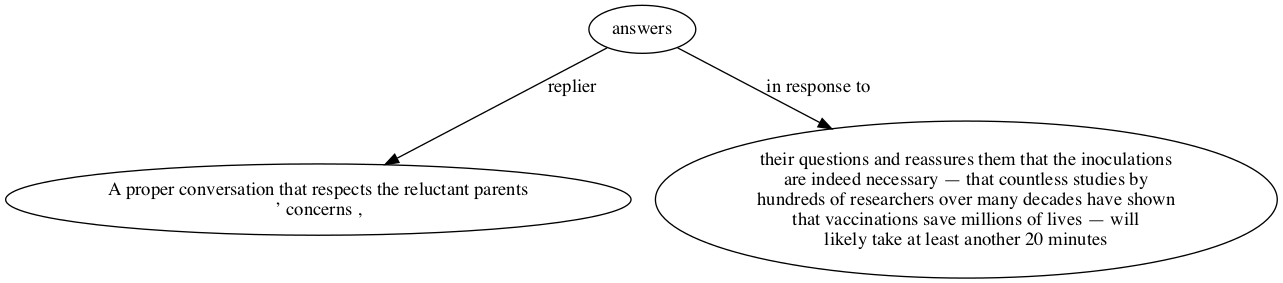 answers
replier
in response to
A proper conversation that respects the reluctant parents
’ concerns ,
their questions and reassures them that the inoculations
are indeed necessary — that countless studies by
hundreds of researchers over many decades have shown
that vaccinations save millions of lives — will
likely take at least another 20 minutes